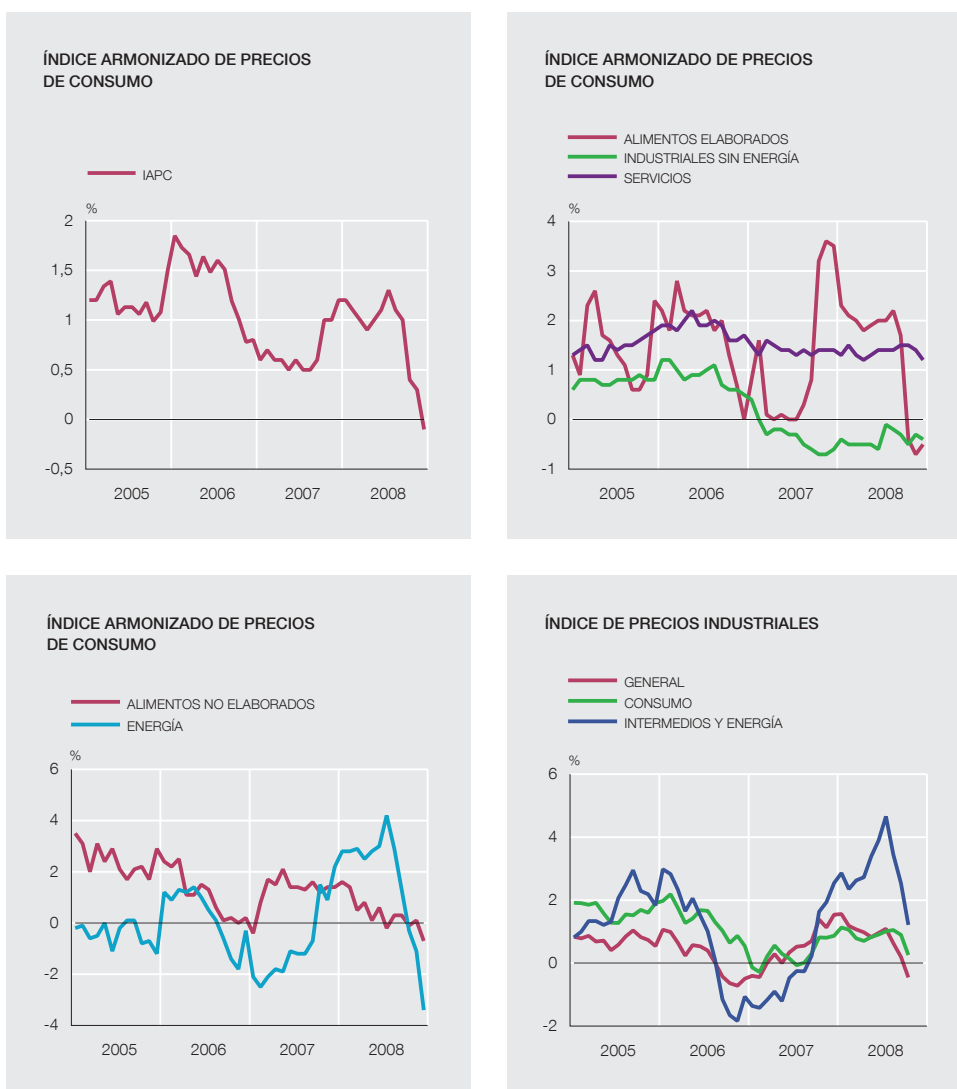 ÍNDICE ARMONIZADO DE PRECIOS
DE CONSUMO
IAPC
%
2
1,5
1
0,5
0
-0,5
2005 2006 2007 2008
ÍNDICE ARMONIZADO DE PRECIOS
DE CONSUMO
ALIMENTOS ELABORADOS
INDUSTRIALES SIN ENERGÍA
SERVICIOS
%
4
3
2
1
0
-1
2005 2006 2007 2008
ÍNDICE ARMONIZADO DE PRECIOS
DE CONSUMO
ALIMENTOS NO ELABORADOS
ENERGÍA
%
6
4
2
0
-2
-4
2005 2006 2007 2008
ÍNDICE DE PRECIOS INDUSTRIALES
GENERAL
CONSUMO
INTERMEDIOS Y ENERGÍA
%
6
4
2
0
-2
2005 2006 2007 2008